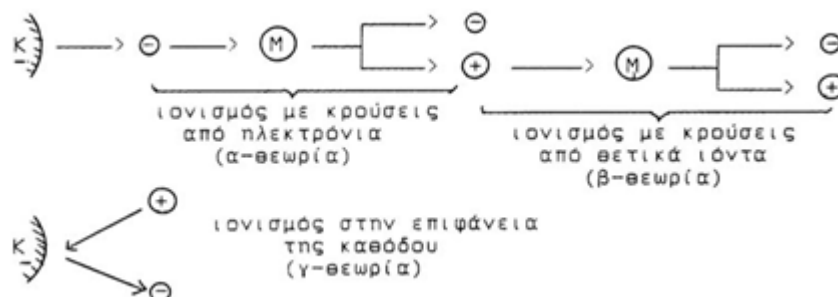 K
M
M
ιονισμός με κρούσεις
από ηλεκτρόνια
(α-θεωρία)
ιονισμός με κρούσεις
από θετικά ιόντα
(β-θεωρία)
K
ιονισμός στην επιφάνεια
της καθόδου
(γ-θεωρία)